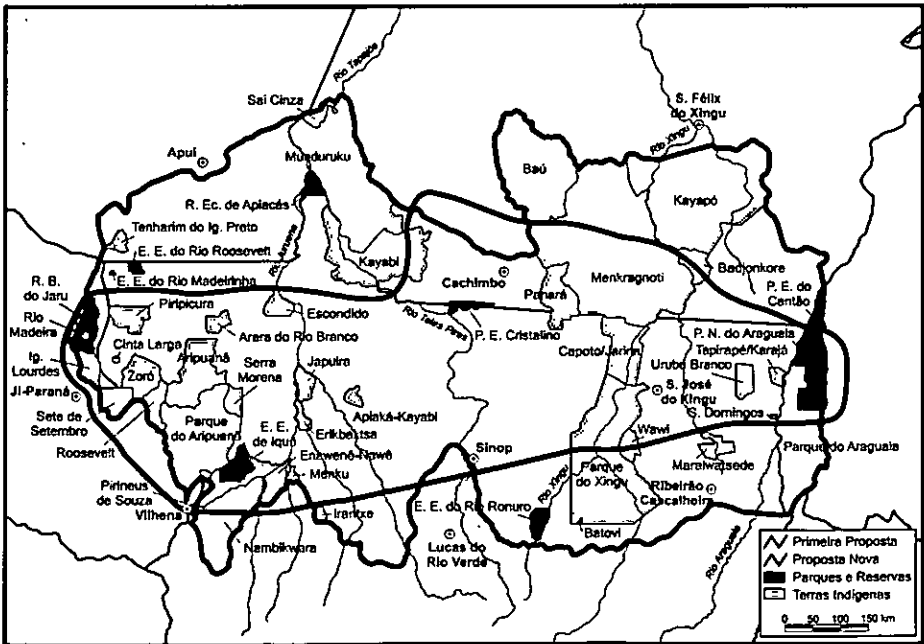 Rio Tapajós
Sai Cinza
S. Félix
do Xingu
Rio Xingu
Apuí
Munduruku
Baú
R. Ec. de Apiacás
Kayapó
Tenharim do Ig. Preto
E. E. do Rio Roosevelt
Kayabi
Cachimbo
Menkragnoti
Badjonkore
R. B.
do Jaru
E. E. do Rio Madeirinha
P. E. do
Cantão
Panará
Rio
Madeira
Piripicura
Escondido
Rio Teles Pires
P. E. Cristalino
P. N. do Araguaia
Arara do Rio Branco
Tapirapé/Karajá
Cinta Larga
Capoto/Jarina
Urubu Branco
Ig.
Lourdes
Aripuanã
Serra
Morena
Japuira
Zoró
S. José
do Xingu
Ji-Paraná
Apiaká-Kayabi
S. Domingos
Sete de
Setembro
Parque
do Aripuanã
E. E.
de Iquê
Erikbatsa
Wawi
Roosevelt
Enawenê-Nawê
Sinop
Parque do Araguaia
Menku
Parque
do Xingu
Maraiwatsede
Pirineus
de Souza
Rio Xingu
Ribeirão
Cascalheira
Vilhena
Irantxe
E. E. do Rio Ronuro
Nambikwara
Lucas do
Rio Verde
Batovi
Rio Araguaia
Primeira Proposta
Proposta Nova
Parques e Reservas
Terras Indígenas
0 50 100 150 km